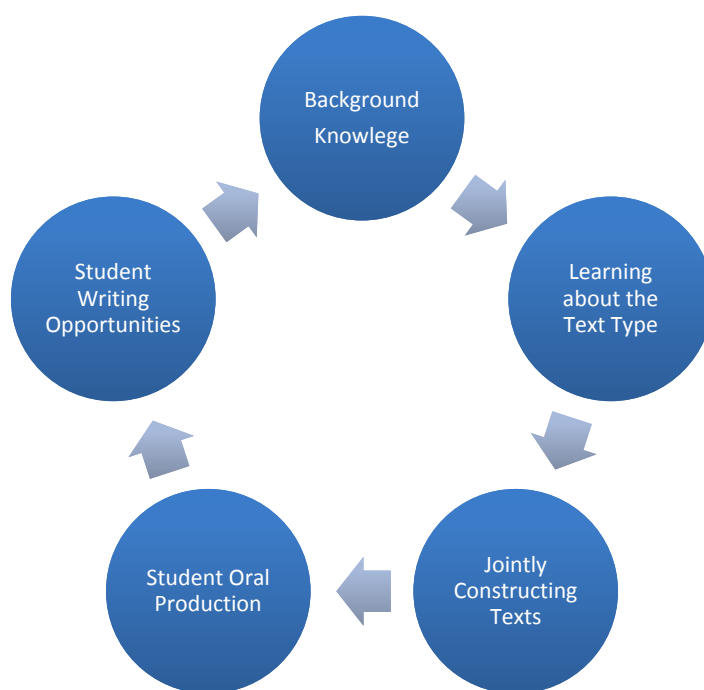 Background
Knowlege
Learning
about the
Text Type
Jointly
Constructing
Texts
Student Oral
Production
Student
Writing
Opportunities